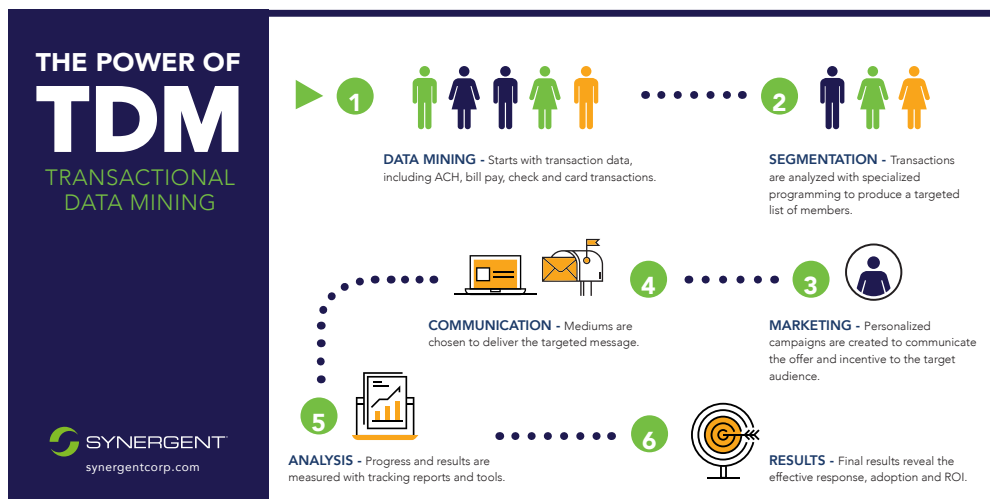 THE POWER OF
TDM
TRANSACTIONAL
DATA MINING
SYNERGENT
synergentcorp.com
1
DATA MINING - Starts with transaction data,
including ACH, bill pay, check and card transactions.
2
SEGMENTATION - Transactions
are analyzed with specialized
programming to produce a targeted
list of members.
3
MARKETING - Personalized
campaigns are created to communicate
the offer and incentive to the target
audience.
4
COMMUNICATION - Mediums are
chosen to deliver the targeted message.
5
ANALYSIS - Progress and results are
measured with tracking reports and tools.
6
RESULTS - Final results reveal the
effective response, adoption and ROI.